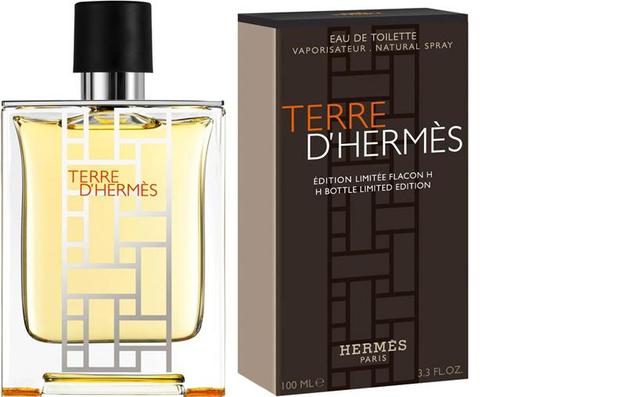 TERRE
D'HERMÈS
EAU DE TOILETTE
VAPORISATEUR . NATURAL SPRAY
TERRE
D'HERMÈS
ÉDITION LIMITÉE FLACON H
H BOTTLE LIMITED EDITION
HERMÈS
PARIS
100 ML℮
3.3 FL.OZ.